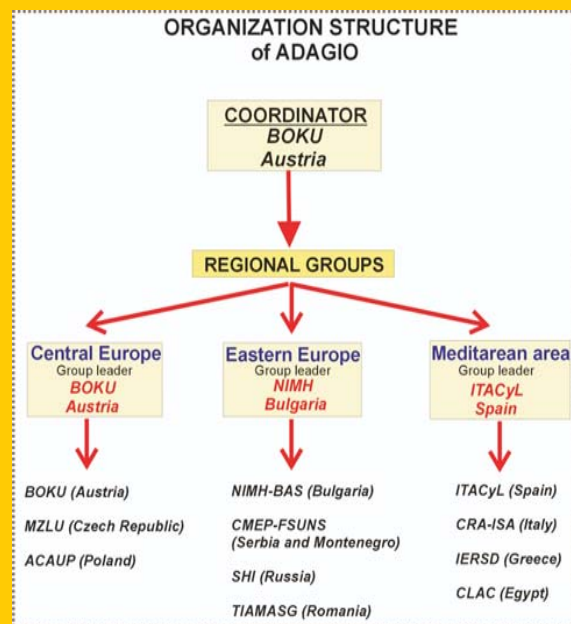 ORGANIZATION STRUCTURE
of ADAGIO
COORDINATOR
BOKU
Austria
REGIONAL GROUPS
Central Europe
Group leader
BOKU
Austria
Eastern Europe
Group leader
NIMH
Bulgaria
Meditarean area
Group leader
ITACyL
Spain
BOKU (Austria)
MZLU (Czech Republic)
ACAUP (Poland)
NIMH-BAS (Bulgaria)
CMEP-FSUNS
(Serbia and Montenegro)
SHI (Russia)
TIAMASG (Romania)
ITACyL (Spain)
CRA-ISA (Italy)
IERSD (Greece)
CLAC (Egypt)